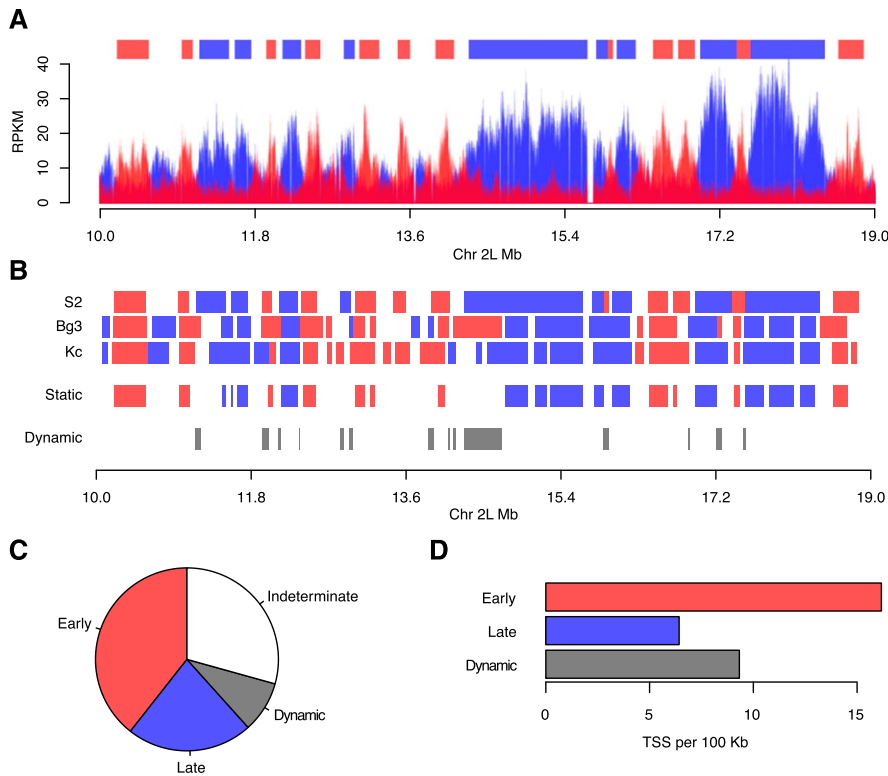 A
RPKM
40
30
20
10
0
10.0 11.8 13.6 15.4 17.2 19.0
Chr 2L Mb
B
S2
Bg3
Kc
Static
Dynamic
10.0 11.8 13.6 15.4 17.2 19.0
Chr 2L Mb
C
Indeterminate
Early
Dynamic
Late
D
Early
Late
Dynamic
0 5 10 15
TSS per 100 Kb